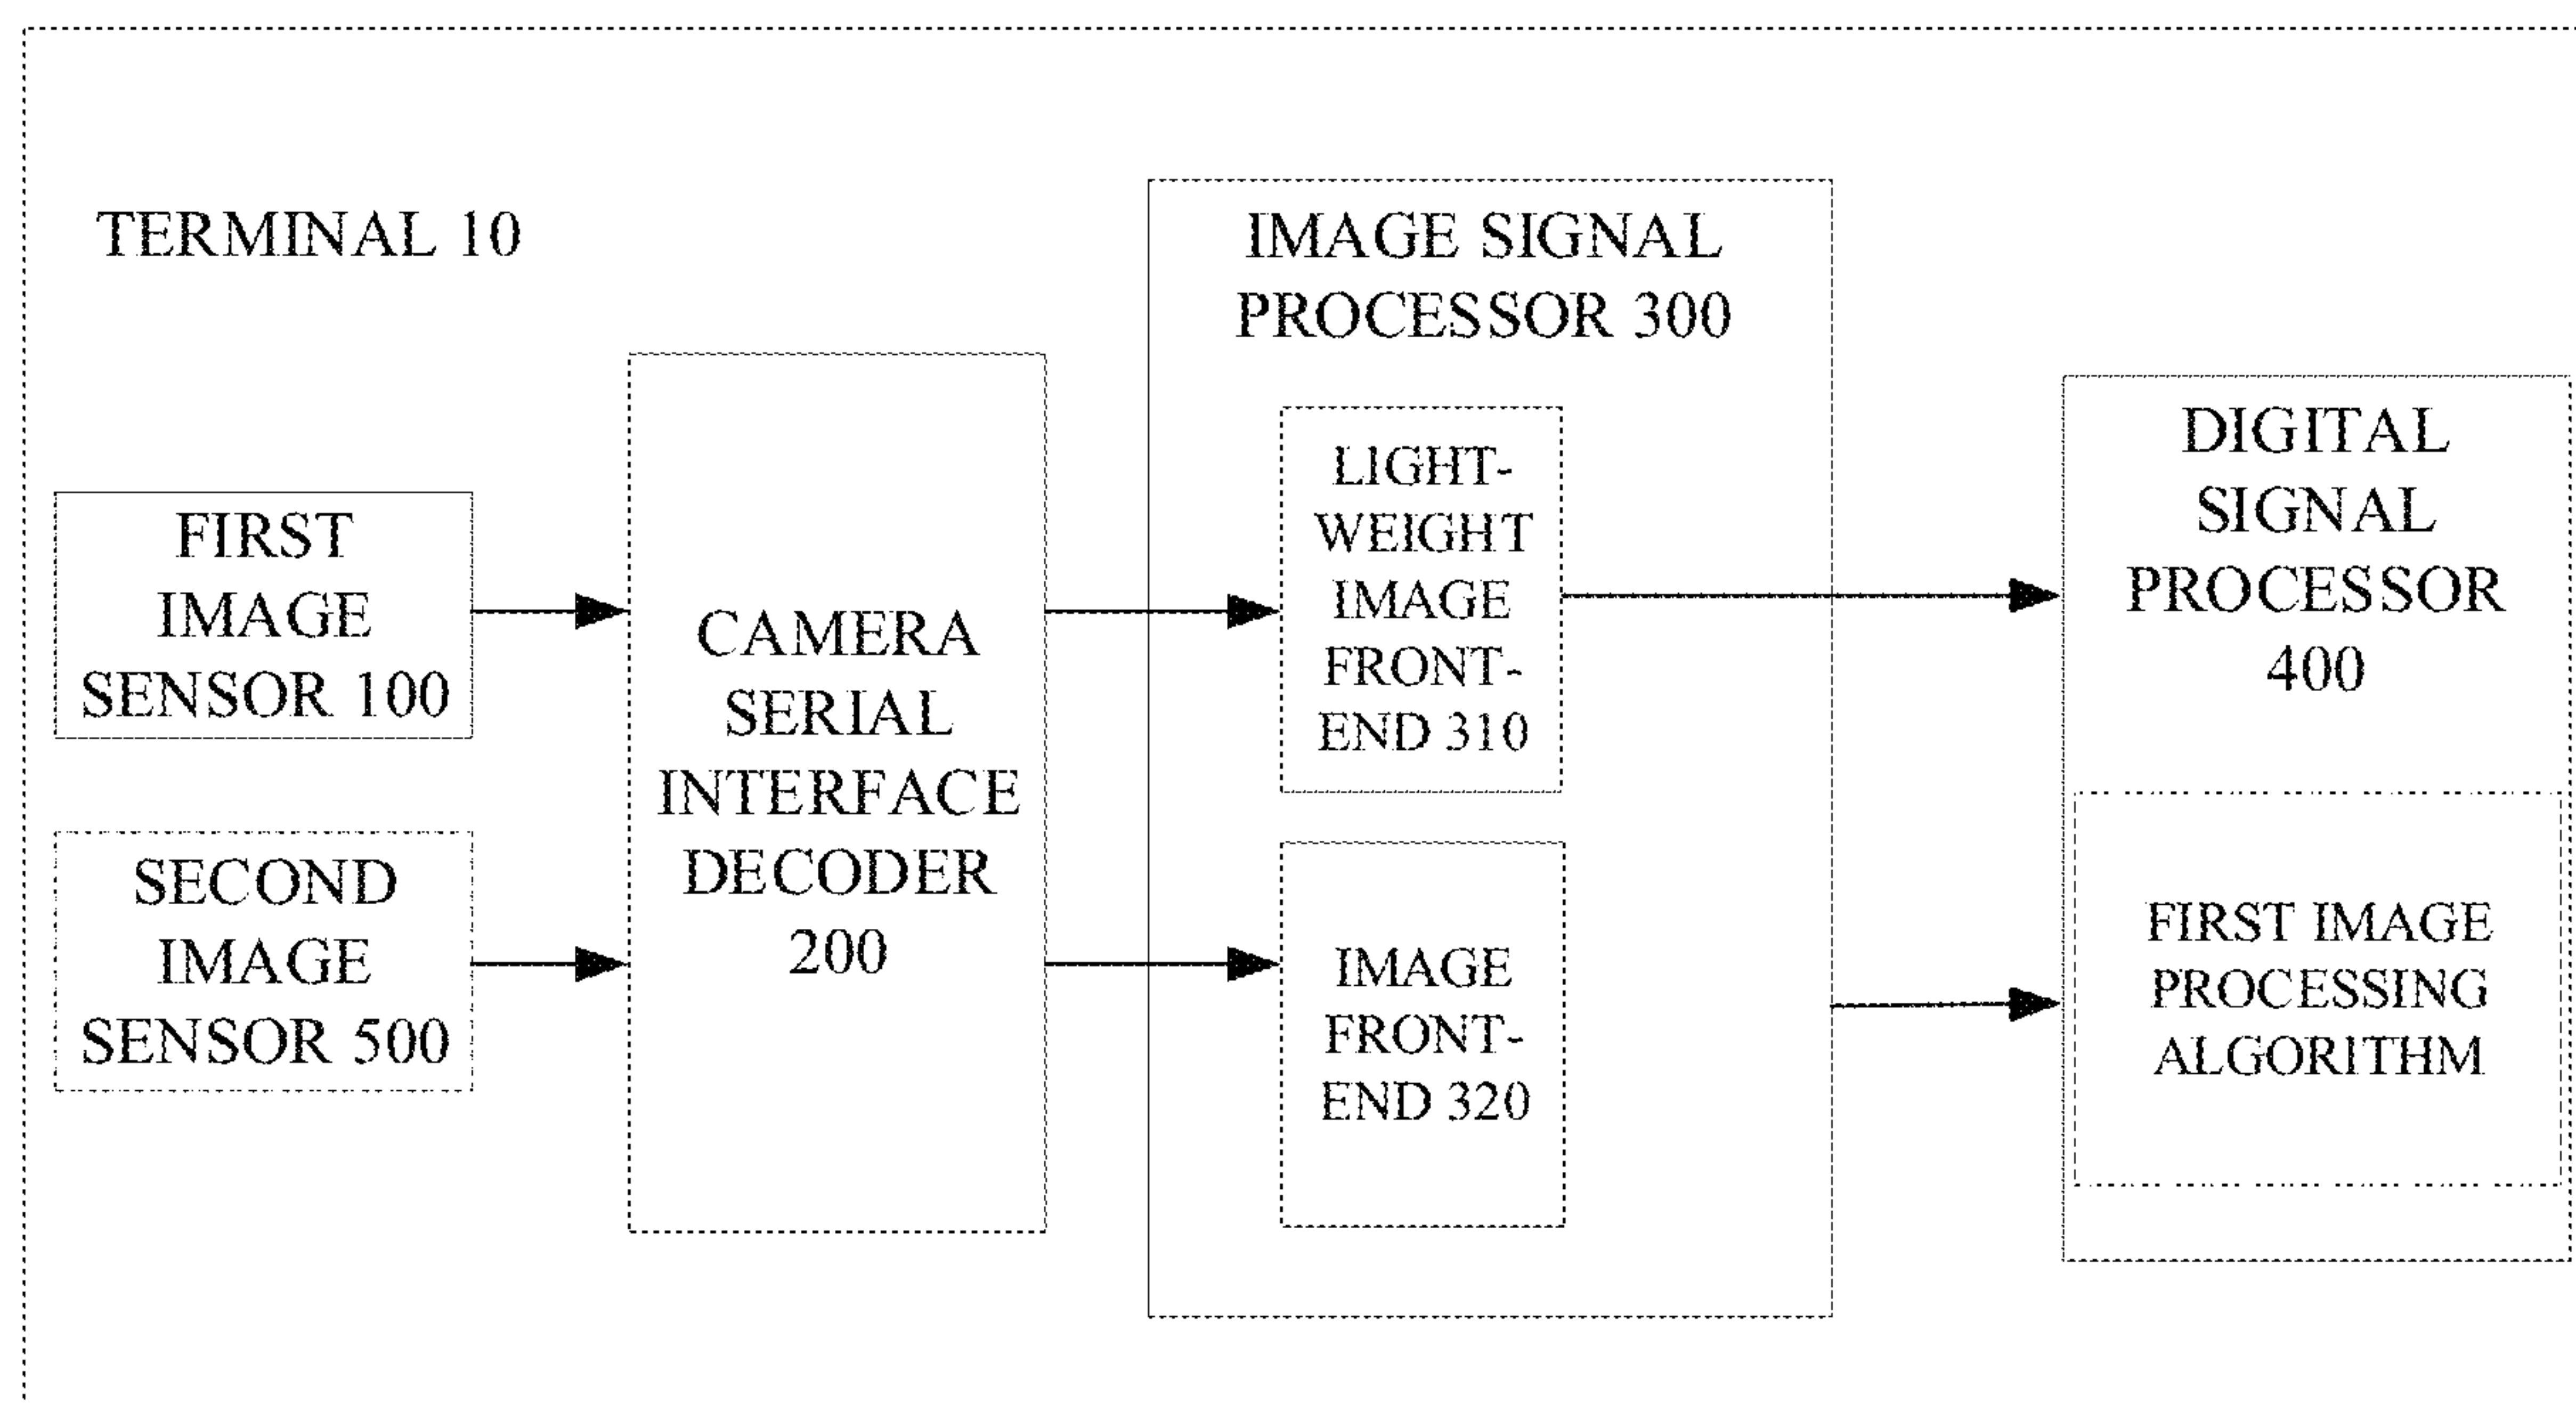 TERMINAL 10
FIRST
IMAGE
SENSOR 100
SECOND
IMAGE
SENSOR 500
CAMERA
SERIAL
INTERFACE
DECODER
200
IMAGE SIGNAL
PROCESSOR 300
LIGHT-
WEIGHT
IMAGE
FRONT-
END 310
IMAGE
FRONT-
END 320
DIGITAL
SIGNAL
PROCESSOR
400
FIRST IMAGE
PROCESSING
ALGORITHM